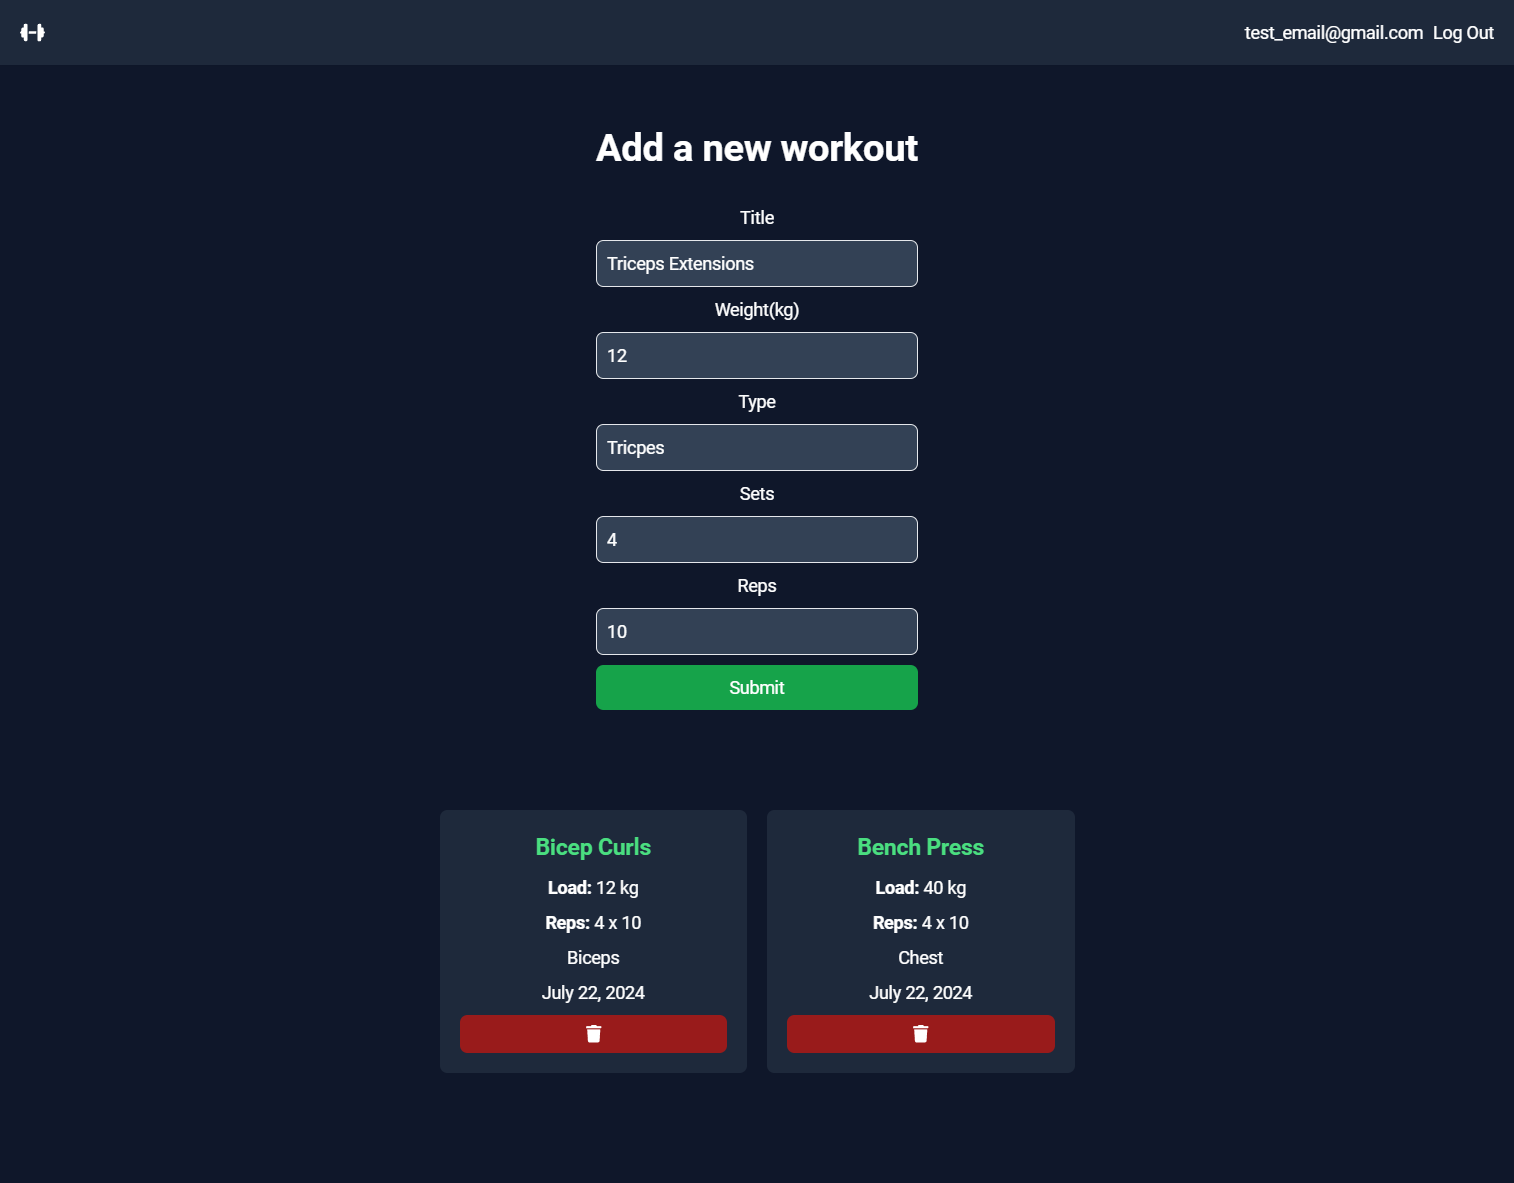 test_email@gmail.com Log Out
Add a new workout
Title
Triceps Extensions
Weight(kg)
12
Type
Tricpes
Sets
4
Reps
10
Submit
Bicep Curls
Load: 12 kg
Reps: 4 x 10
Biceps
July 22, 2024
Bench Press
Load: 40 kg
Reps: 4 x 10
Chest
July 22, 2024